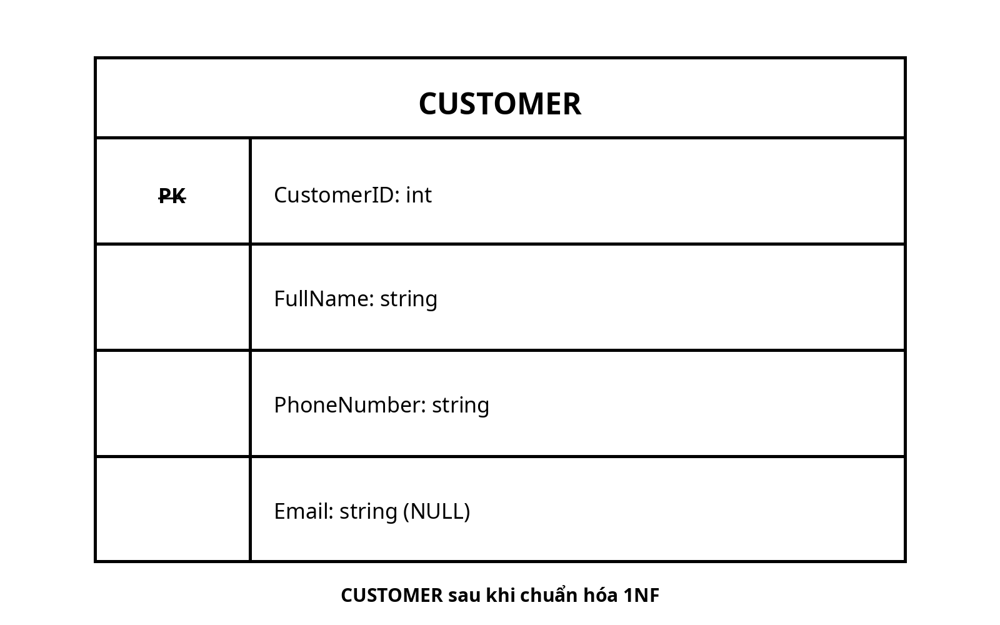 CUSTOMER
PK
CustomerID: int
FullName: string
PhoneNumber: string
Email: string (NULL)
CUSTOMER sau khi chuẩn hóa 1NF